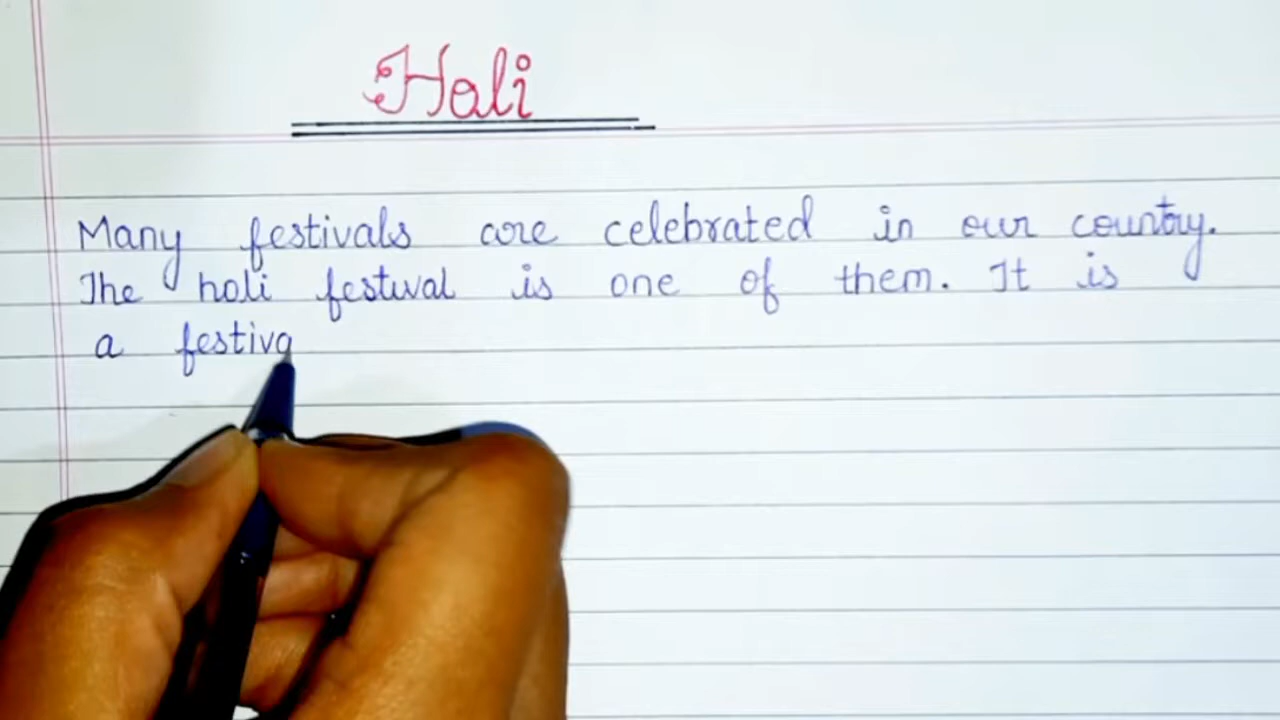 Holi
Many festivals are celebrated in our country.
The holi festival is one of them. It is
a festiva